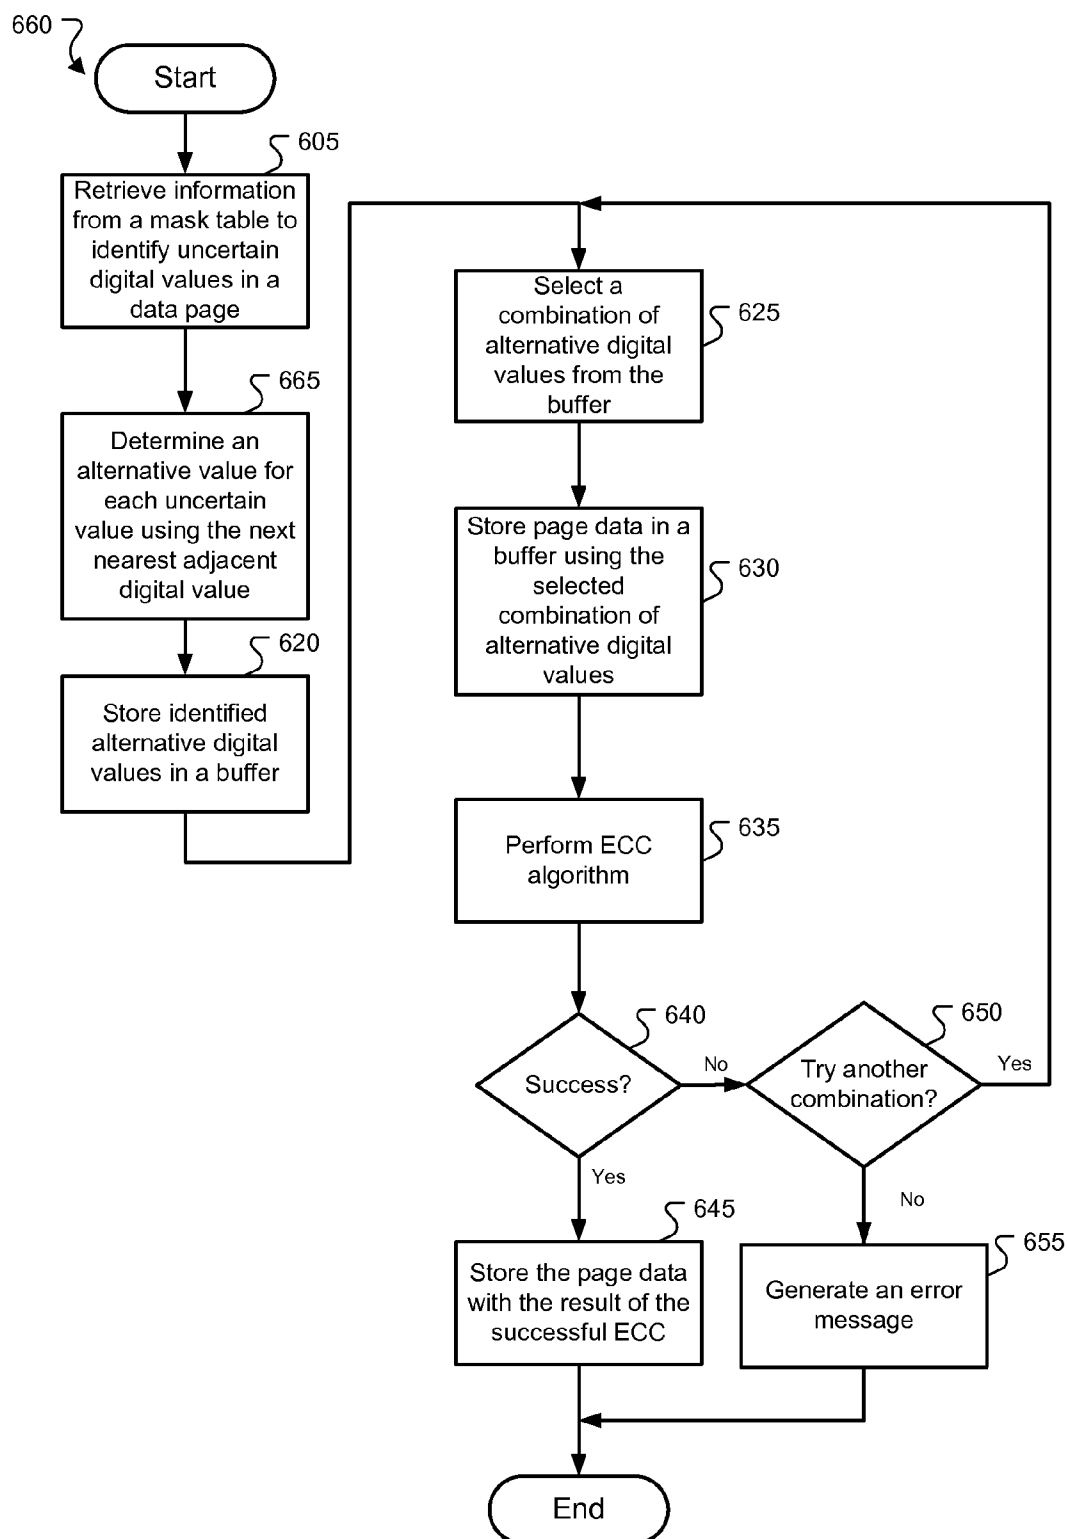 660
Start
605
Retrieve information
from a mask table to
identify uncertain
digital values in a
data page
665
Determine an
alternative value for
each uncertain
value using the next
nearest adjacent
digital value
620
Store identified
alternative digital
values in a buffer
Select a
combination of
alternative digital
values from the
buffer
625
Store page data in a
buffer using the
selected
combination of
alternative digital
values
630
Perform ECC
algorithm
635
640
Success?
No
Yes
650
Try another
combination?
Yes
No
645
Store the page data
with the result of the
successful ECC
655
Generate an error
message
End